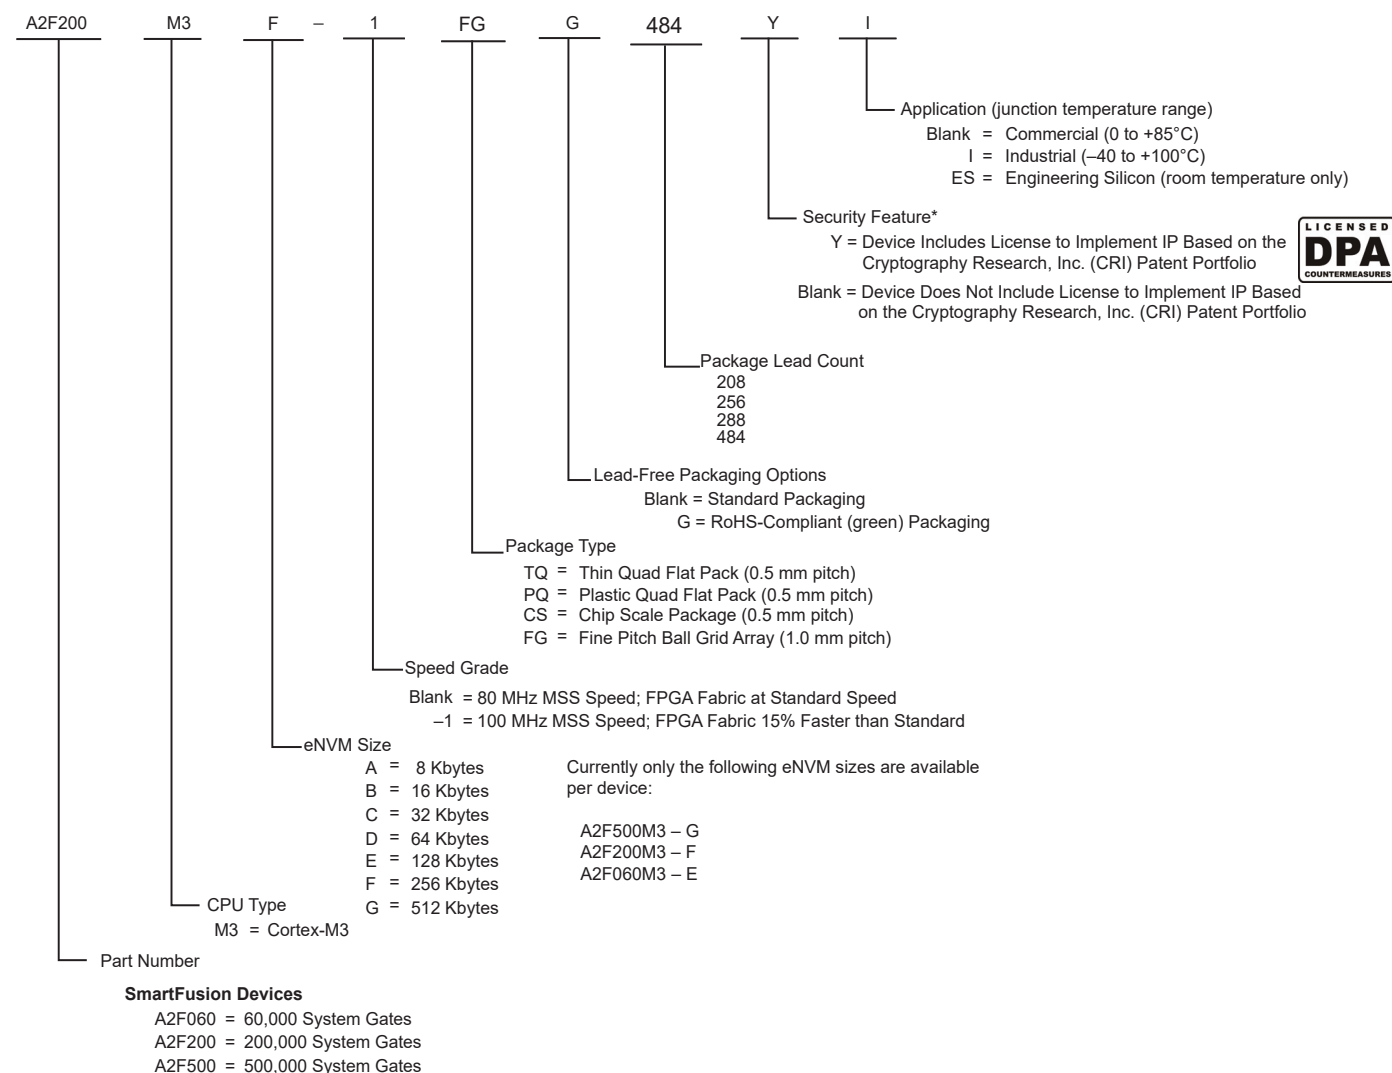 A2F200 M3 F – 1 FG G 484 Y I
Application (junction temperature range)
Blank = Commercial (0 to +85°C)
I = Industrial (–40 to +100°C)
ES = Engineering Silicon (room temperature only)
Security Feature*
Y = Device Includes License to Implement IP Based on the
Cryptography Research, Inc. (CRI) Patent Portfolio
LICENSED
DPA
COUNTERMEASURES
Blank = Device Does Not Include License to Implement IP Based
on the Cryptography Research, Inc. (CRI) Patent Portfolio
Package Lead Count
208
256
288
484
Lead-Free Packaging Options
Blank = Standard Packaging
G = RoHS-Compliant (green) Packaging
Package Type
TQ = Thin Quad Flat Pack (0.5 mm pitch)
PQ = Plastic Quad Flat Pack (0.5 mm pitch)
CS = Chip Scale Package (0.5 mm pitch)
FG = Fine Pitch Ball Grid Array (1.0 mm pitch)
Speed Grade
Blank = 80 MHz MSS Speed; FPGA Fabric at Standard Speed
–1 = 100 MHz MSS Speed; FPGA Fabric 15% Faster than Standard
eNVM Size
A = 8 Kbytes
B = 16 Kbytes
C = 32 Kbytes
D = 64 Kbytes
E = 128 Kbytes
F = 256 Kbytes
G = 512 Kbytes
Currently only the following eNVM sizes are available
per device:
A2F500M3 – G
A2F200M3 – F
A2F060M3 – E
CPU Type
M3 = Cortex-M3
Part Number
SmartFusion Devices
A2F060 = 60,000 System Gates
A2F200 = 200,000 System Gates
A2F500 = 500,000 System Gates